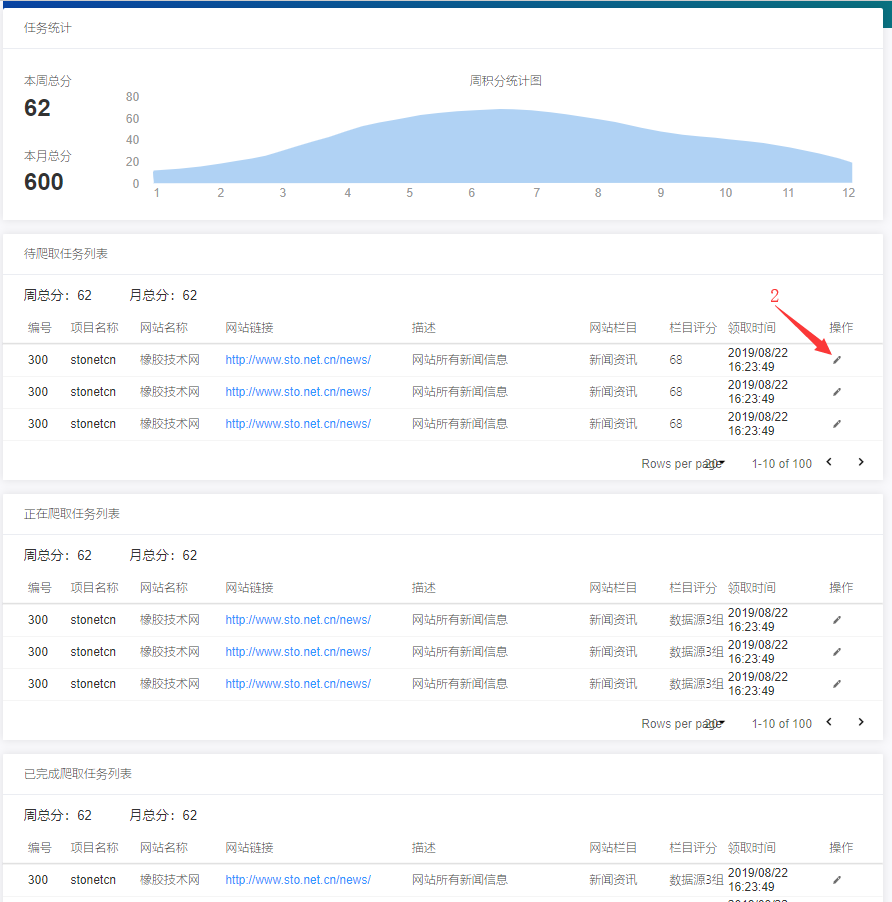 任务统计
本周总分
62
本月总分
600
周积分统计图
80
60
40
20
0
1 2 3 4 5 6 7 8 9 10 11 12
待爬取任务列表
周总分：62 月总分：62
2
编号 项目名称 网站名称 网站链接 描述 网站栏目 栏目评分 领取时间 操作
300 stonetcn 橡胶技术网 http://www.sto.net.cn/news/ 网站所有新闻信息 新闻资讯 68 2019/08/22 16:23:49
300 stonetcn 橡胶技术网 http://www.sto.net.cn/news/ 网站所有新闻信息 新闻资讯 68 2019/08/22 16:23:49
300 stonetcn 橡胶技术网 http://www.sto.net.cn/news/ 网站所有新闻信息 新闻资讯 68 2019/08/22 16:23:49
Rows per page 20 1-10 of 100
正在爬取任务列表
周总分：62 月总分：62
编号 项目名称 网站名称 网站链接 描述 网站栏目 栏目评分 领取时间 操作
300 stonetcn 橡胶技术网 http://www.sto.net.cn/news/ 网站所有新闻信息 新闻资讯 数据源3组 2019/08/22 16:23:49
300 stonetcn 橡胶技术网 http://www.sto.net.cn/news/ 网站所有新闻信息 新闻资讯 数据源3组 2019/08/22 16:23:49
300 stonetcn 橡胶技术网 http://www.sto.net.cn/news/ 网站所有新闻信息 新闻资讯 数据源3组 2019/08/22 16:23:49
Rows per page 20 1-10 of 100
已完成爬取任务列表
周总分：62 月总分：62
编号 项目名称 网站名称 网站链接 描述 网站栏目 栏目评分 领取时间 操作
300 stonetcn 橡胶技术网 http://www.sto.net.cn/news/ 网站所有新闻信息 新闻资讯 数据源3组 2019/08/22 16:23:49